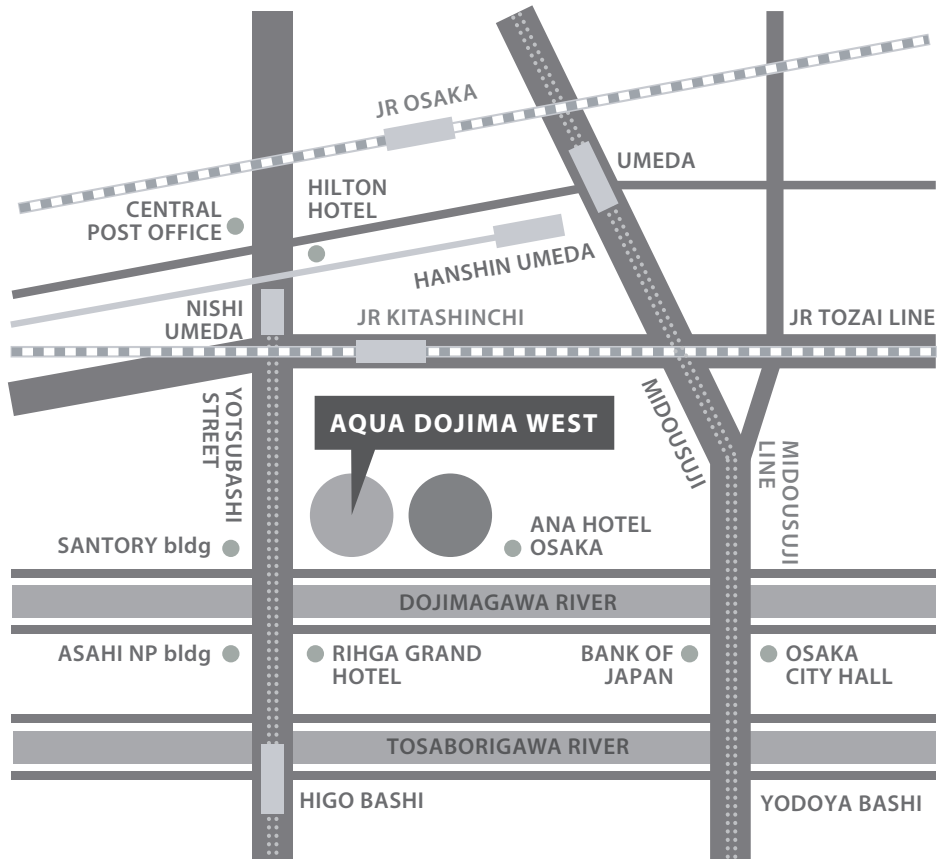 JR OSAKA
UMEDA
HILTON
HOTEL
CENTRAL
POST OFFICE
HANSHIN UMEDA
NISHI
UMEDA
JR KITASHINCHI
JR TOZAI LINE
YOTSUBASHI
STREET
AQUA DOJIMA WEST
MIDOUSUJI
MIDOUSUJI
LINE
ANA HOTEL
OSAKA
SANTORY bldg
DOJIMAGAWA RIVER
ASAHI NP bldg
RIHGA GRAND
HOTEL
BANK OF
JAPAN
OSAKA
CITY HALL
TOSABORIGAWA RIVER
HIGO BASHI
YODOYA BASHI